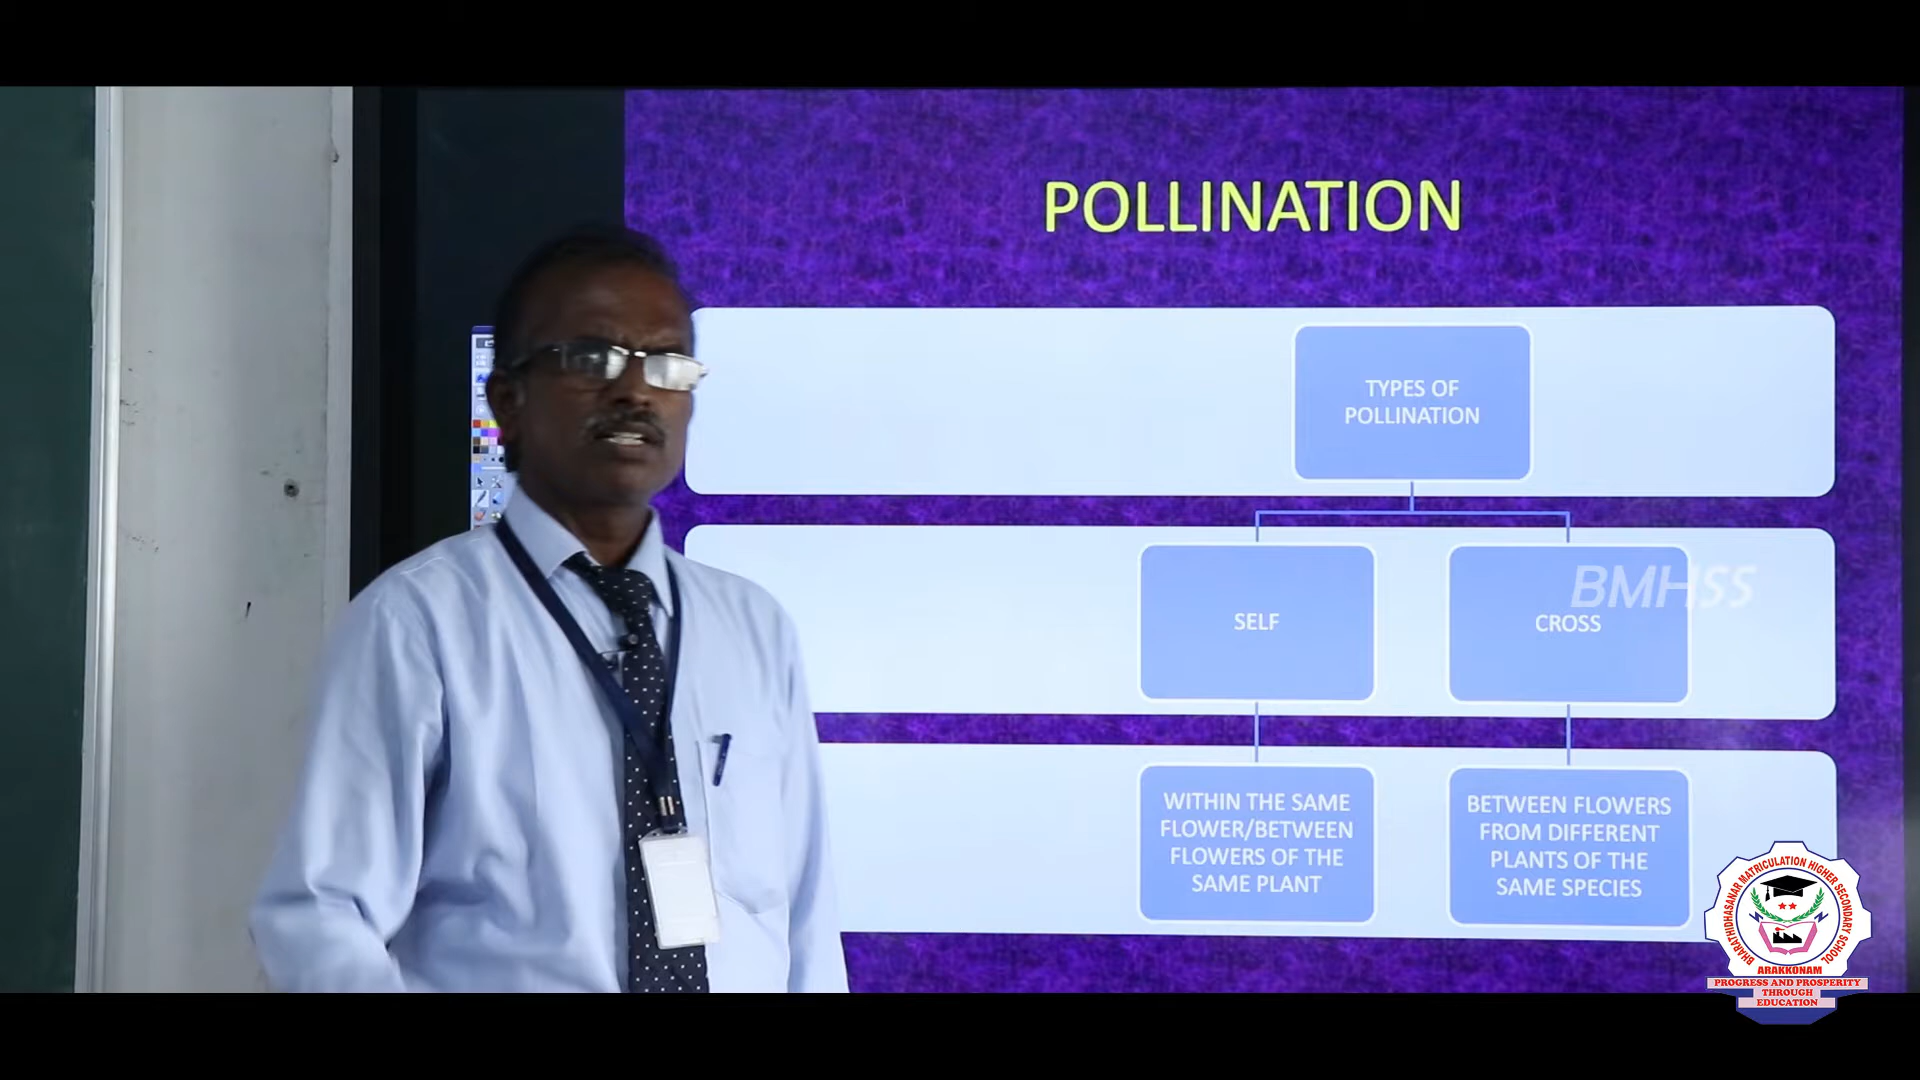 POLLINATION
TYPES OF
POLLINATION
SELF
CROSS
BMHSS
WITHIN THE SAME
FLOWER/BETWEEN
FLOWERS OF THE
SAME PLANT
BETWEEN FLOWERS
FROM DIFFERENT
PLANTS OF THE
SAME SPECIES
BHARATHIDHASANAR MATRICULATION HIGHER SECONDARY SCHOOL
ARAKKONAM
PROGRESS AND PROSPERITY
THROUGH
EDUCATION